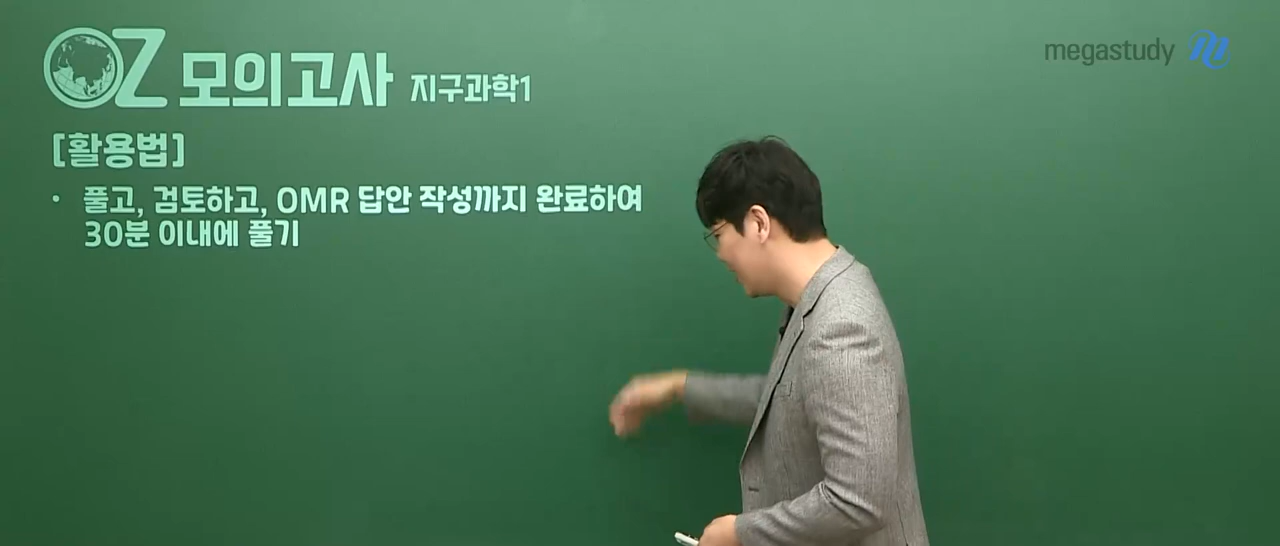 OZ 모의고사 지구과학1
megastudy
[활용법]
• 풀고, 검토하고, OMR 답안 작성까지 완료하여
30분 이내에 풀기